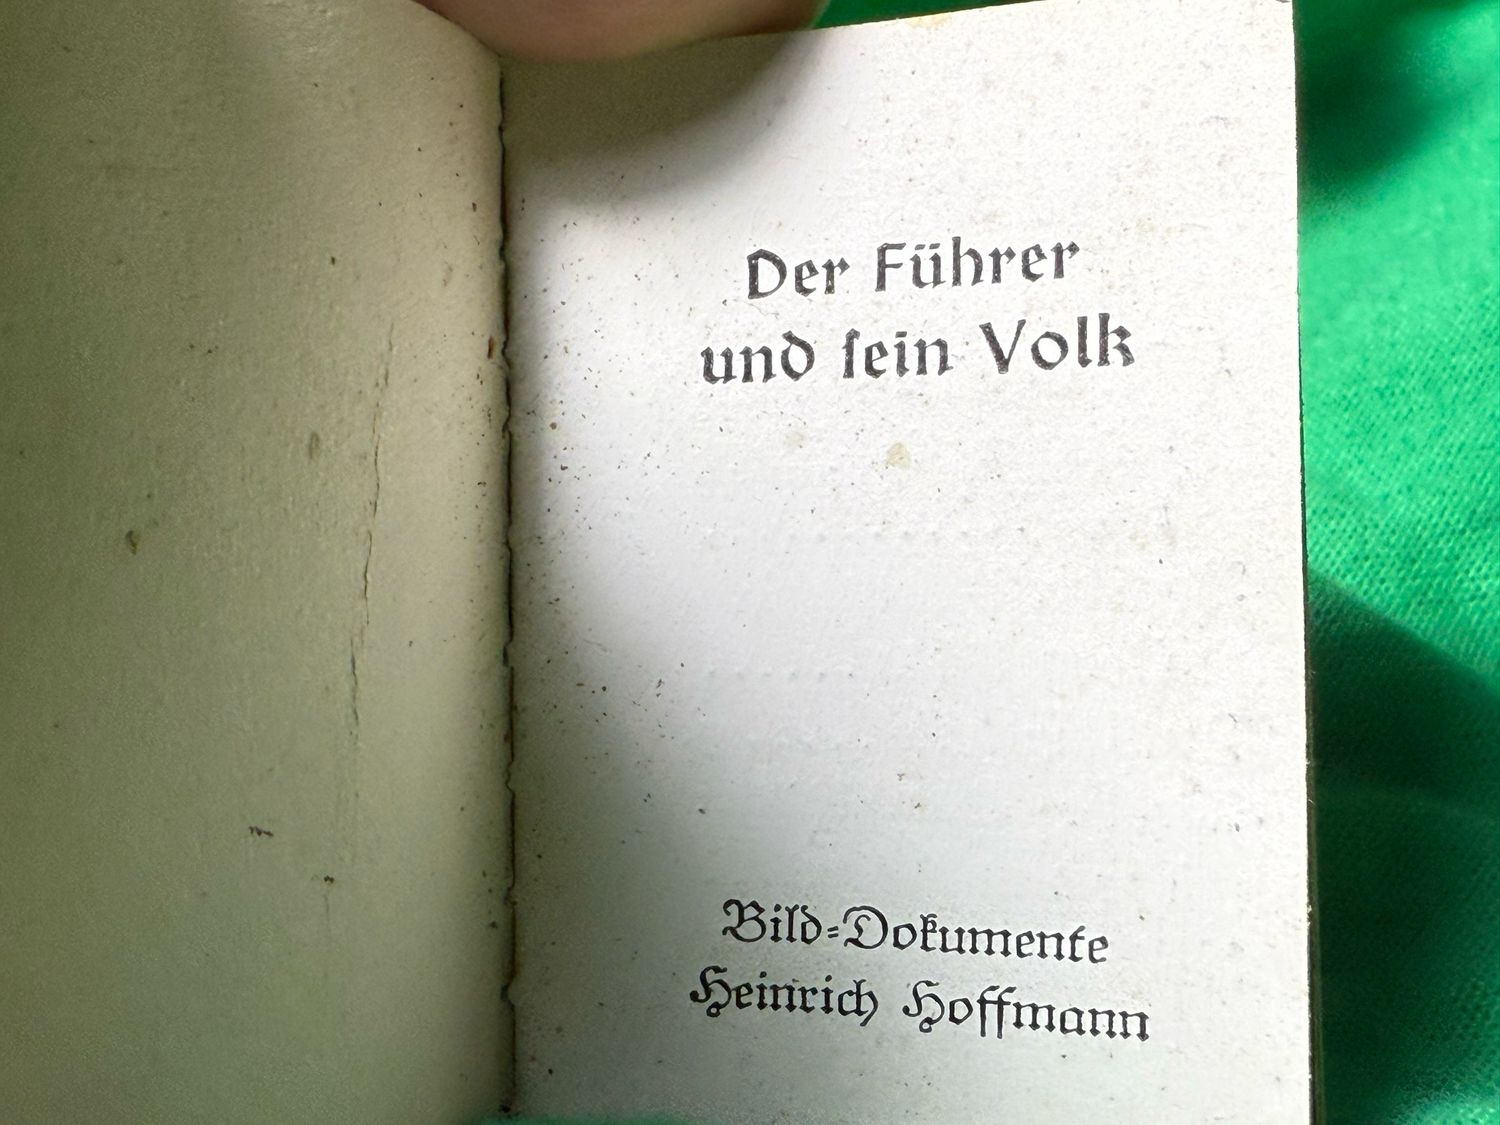 Der Führer
und ſein Volk
Bild-Dokumente
Heinrich Hoffmann